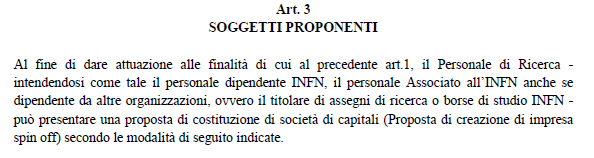 Art. 3
SOGGETTI PROPONENTI
Al fine di dare attuazione alle finalità di cui al precedente art.1, il Personale di Ricerca -
intendendosi come tale il personale dipendente INFN, il personale Associato all'INFN anche se
dipendente da altre organizzazioni, ovvero il titolare di assegni di ricerca o borse di studio INFN -
può presentare una proposta di costituzione di società di capitali (Proposta di creazione di impresa
spin off) secondo le modalità di seguito indicate.